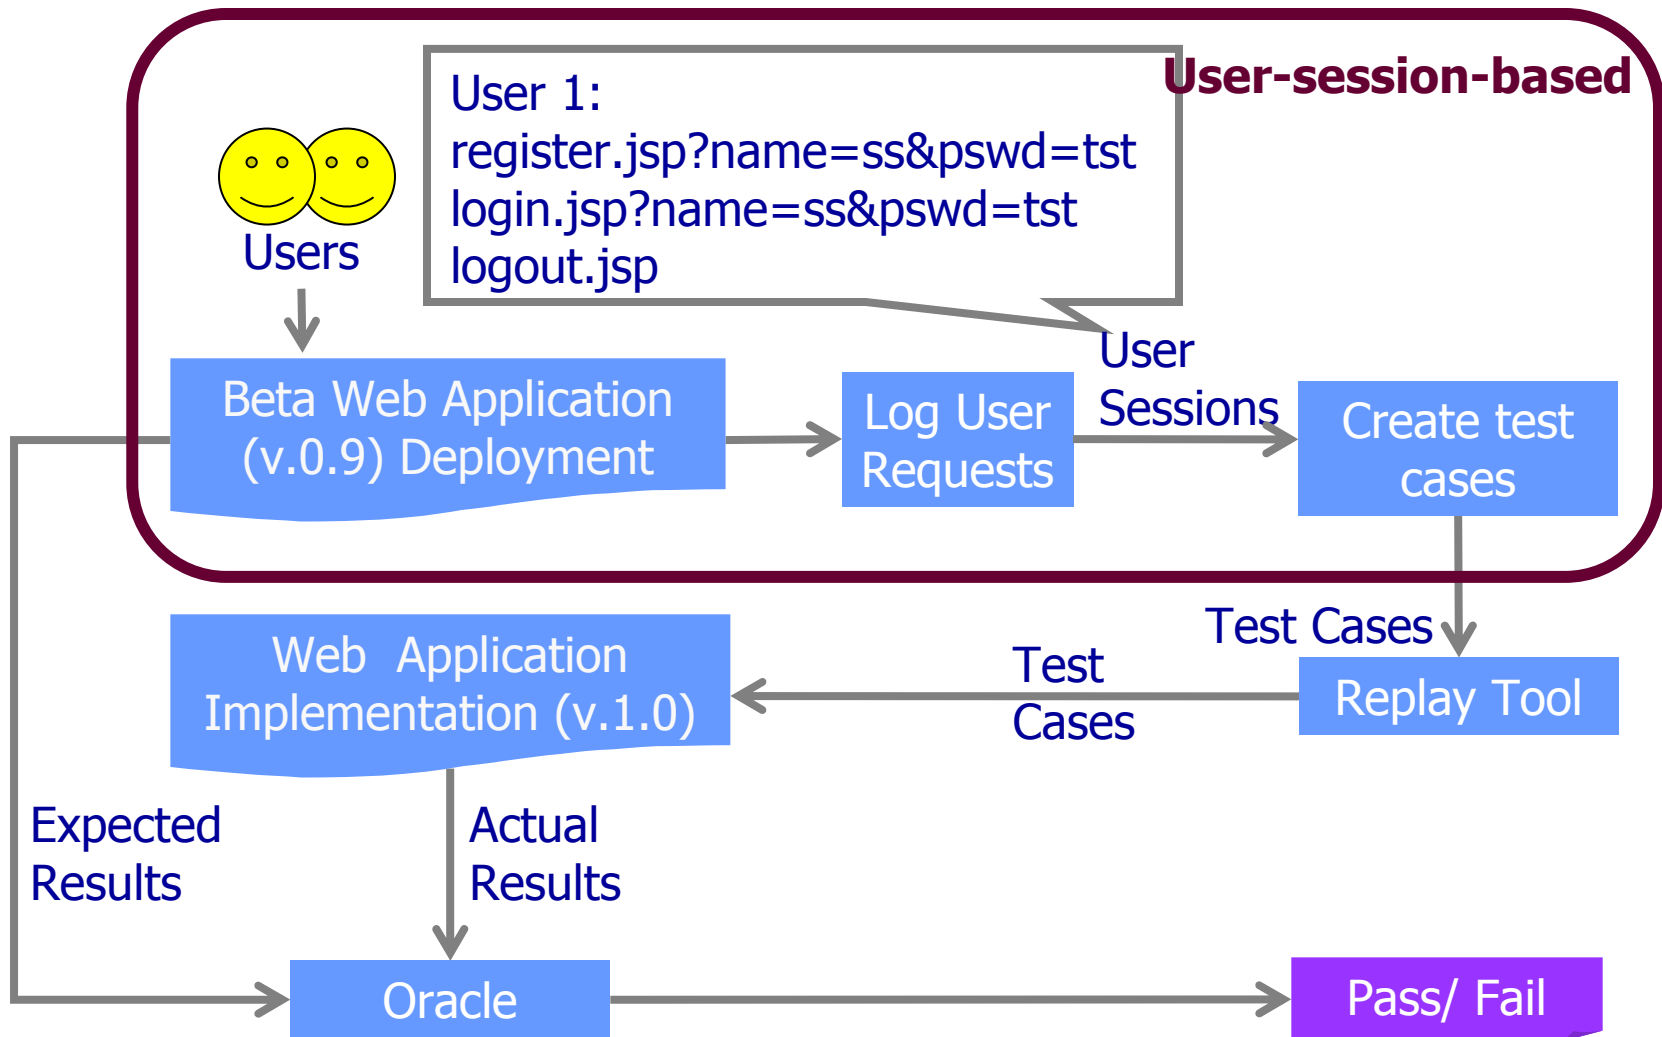 User-session-based
User 1:
register.jsp?name=ss&pswd=tst
login.jsp?name=ss&pswd=tst
logout.jsp
Users
Beta Web Application
(v.0.9) Deployment
Log User
Requests
User
Sessions
Create test
cases
Test Cases
Web  Application
Implementation (v.1.0)
Test
Cases
Replay Tool
Expected
Results
Actual
Results
Oracle
Pass/ Fail